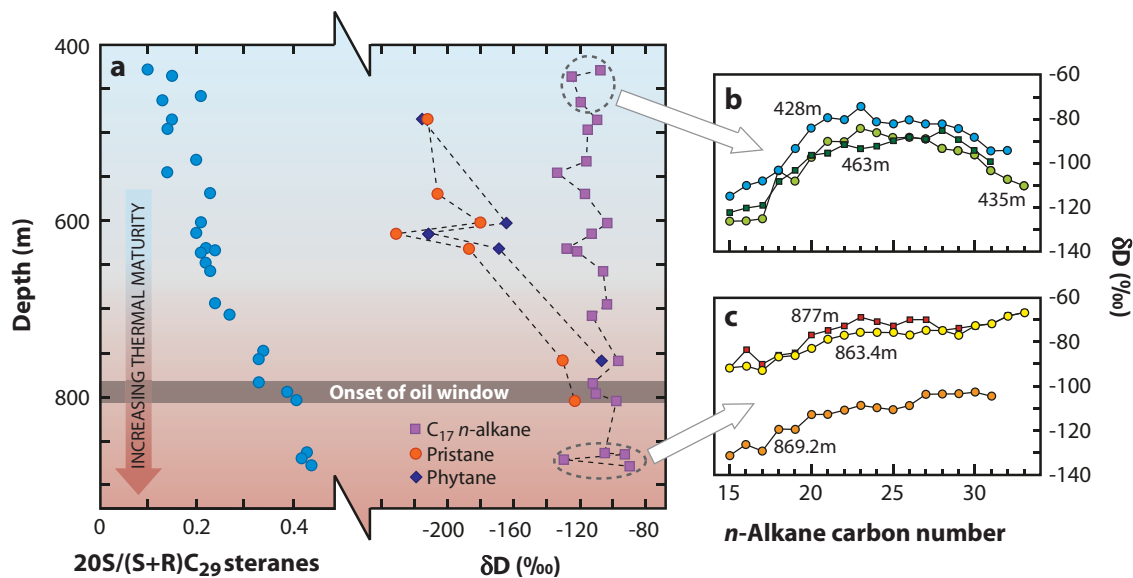 a
400
600
800
Depth (m)
INCREASING THERMAL MATURITY
Onset of oil window
C₁₇ n-alkane
Pristane
Phytane
0
0.2
0.4
20S/(S+R)C₂₉ steranes
-200
-160
-120
-80
δD (‰)
b
428m
463m
435m
-60
-80
-100
-120
-140
δD (‰)
c
877m
863.4m
869.2m
-60
-80
-100
-120
-140
15
20
25
30
n-Alkane carbon number